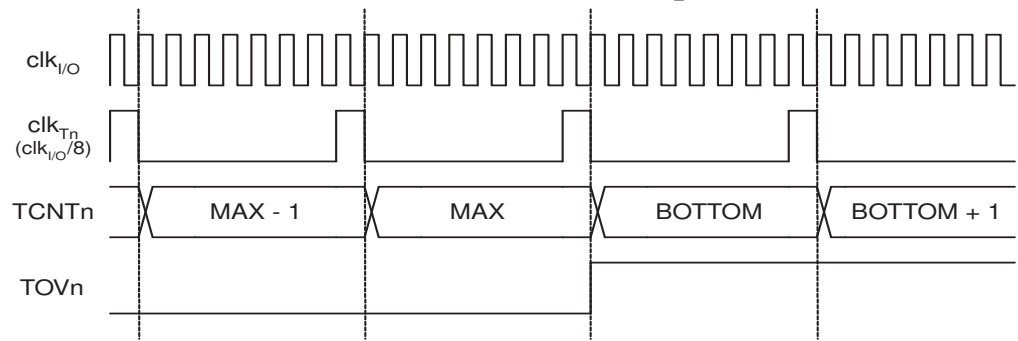 clkI/O
clkTn
(clkI/O/8)
TCNTn MAX - 1 MAX BOTTOM BOTTOM + 1
TOVn